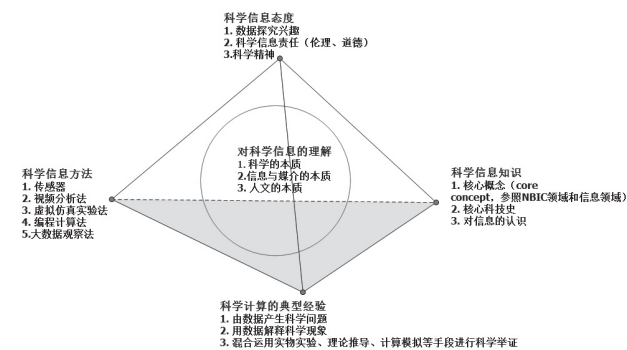 科学信息态度
1. 数据探究兴趣
2. 科学信息责任（伦理、道德）
3.科学精神
对科学信息的理解
1. 科学的本质
2.信息与媒介的本质
3. 人文的本质
科学信息方法
1. 传感器
2. 视频分析法
3. 虚拟仿真实验法
4. 编程计算法
5.大数据观察法
科学信息知识
1. 核心概念（core
concept，参照NBIC领域和信息领域）
2. 核心科技史
3. 对信息的认识
科学计算的典型经验
1. 由数据产生科学问题
2. 用数据解释科学现象
3. 混合运用实物实验、理论推导、计算模拟等手段进行科学举证